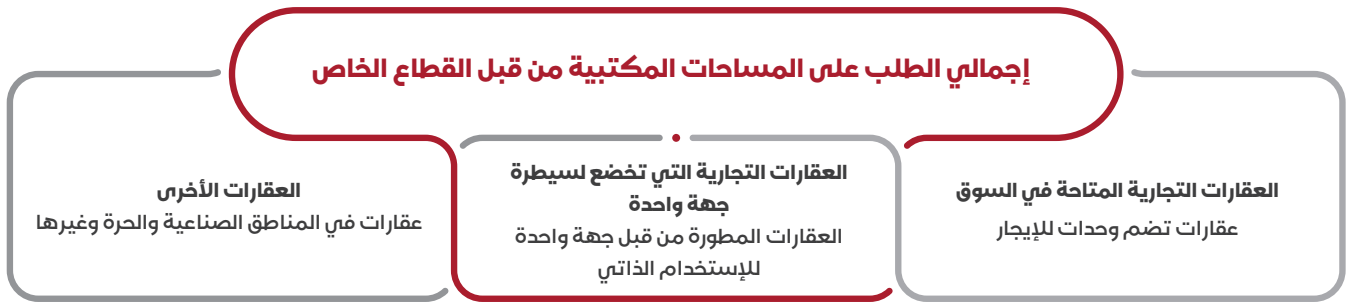 إجمالي الطلب على المساحات المكتبية من قبل القطاع الخاص
العقارات التجارية المتاحة في السوق
عقارات تضم وحدات للإيجار
العقارات التجارية التي تخضع لسيطرة
جهة واحدة
العقارات المطورة من قبل جهة واحدة
للإستخدام الذاتي
العقارات الأخرى
عقارات في المناطق الصناعية والحرة وغيرها